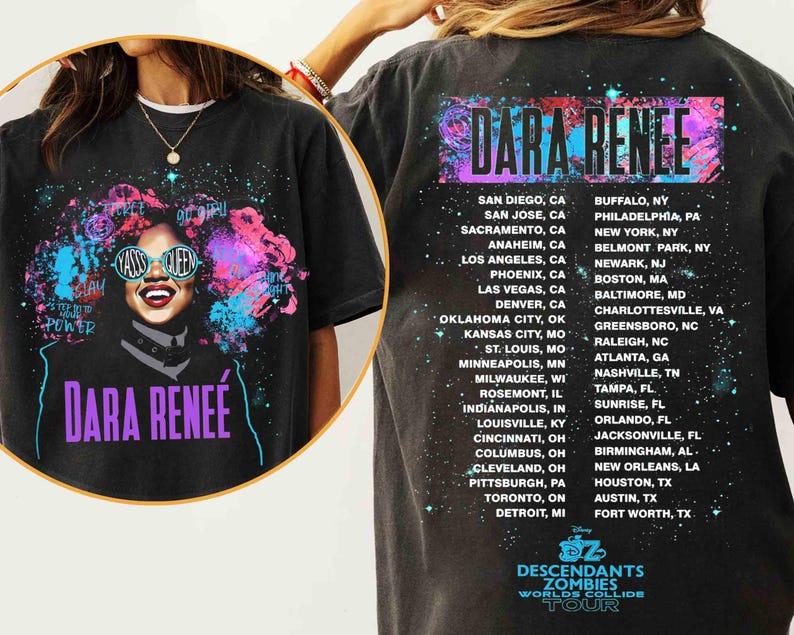 FIERCE
GO GIRL!
YASSS QUEEN
SLAY
STEP INTO
YOUR
POWER
DARA RENEÉ
DARA RENEE
SAN DIEGO, CA
SAN JOSE, CA
SACRAMENTO, CA
ANAHEIM, CA
LOS ANGELES, CA
PHOENIX, CA
LAS VEGAS, CA
DENVER, CA
OKLAHOMA CITY, OK
KANSAS CITY, MO
ST. LOUIS, MO
MINNEAPOLIS, MN
MILWAUKEE, WI
ROSEMONT, IL
INDIANAPOLIS, IN
LOUISVILLE, KY
CINCINNATI, OH
COLUMBUS, OH
CLEVELAND, OH
PITTSBURGH, PA
TORONTO, ON
DETROIT, MI
BUFFALO, NY
PHILADELPHIA, PA
NEW YORK, NY
BELMONT PARK, NY
NEWARK, NJ
BOSTON, MA
BALTIMORE, MD
CHARLOTTESVILLE, VA
GREENSBORO, NC
RALEIGH, NC
ATLANTA, GA
NASHVILLE, TN
TAMPA, FL
SUNRISE, FL
ORLANDO, FL
JACKSONVILLE, FL
BIRMINGHAM, AL
NEW ORLEANS, LA
HOUSTON, TX
AUSTIN, TX
FORT WORTH, TX
Disney
DZ
DESCENDANTS
ZOMBIES
WORLDS COLLIDE
TOUR